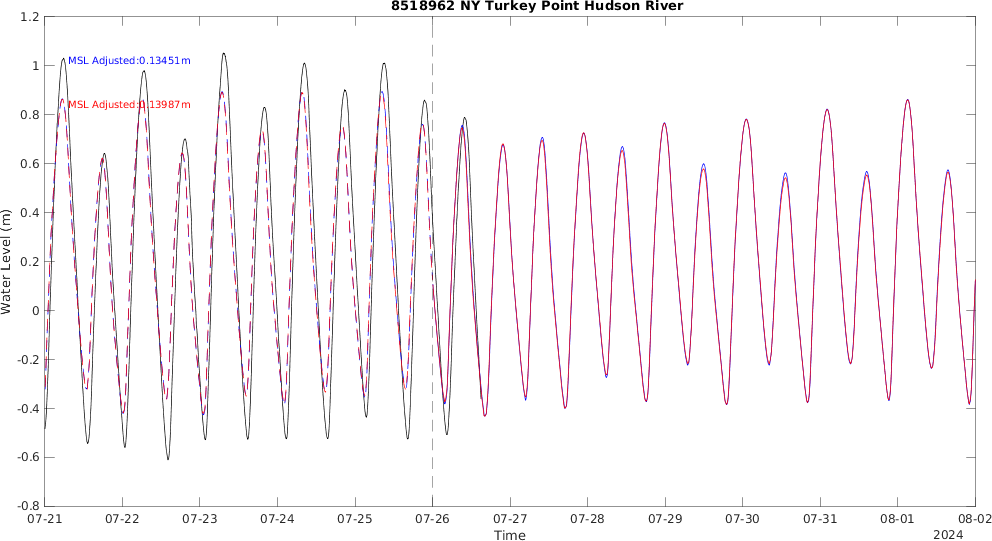 8518962 NY Turkey Point Hudson River
1.2
1
0.8
0.6
0.4
0.2
0
-0.2
-0.4
-0.6
-0.8
Water Level (m)
MSL Adjusted:0.13451m
MSL Adjusted:0.13987m
07-21 07-22 07-23 07-24 07-25 07-26 07-27 07-28 07-29 07-30 07-31 08-01 08-02
Time
2024